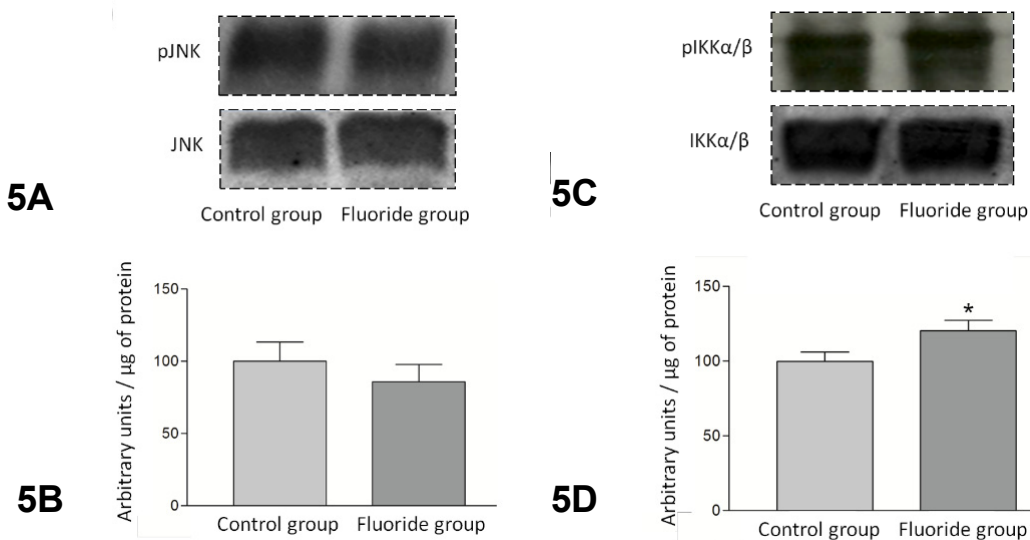 pJNK
JNK
5A
Control group Fluoride group
pIKKα/β
IKKα/β
5C
Control group Fluoride group
Arbitrary units / µg of protein
150
100
50
0
5B
Control group Fluoride group
Arbitrary units / µg of protein
150
100
50
0
*
5D
Control group Fluoride group